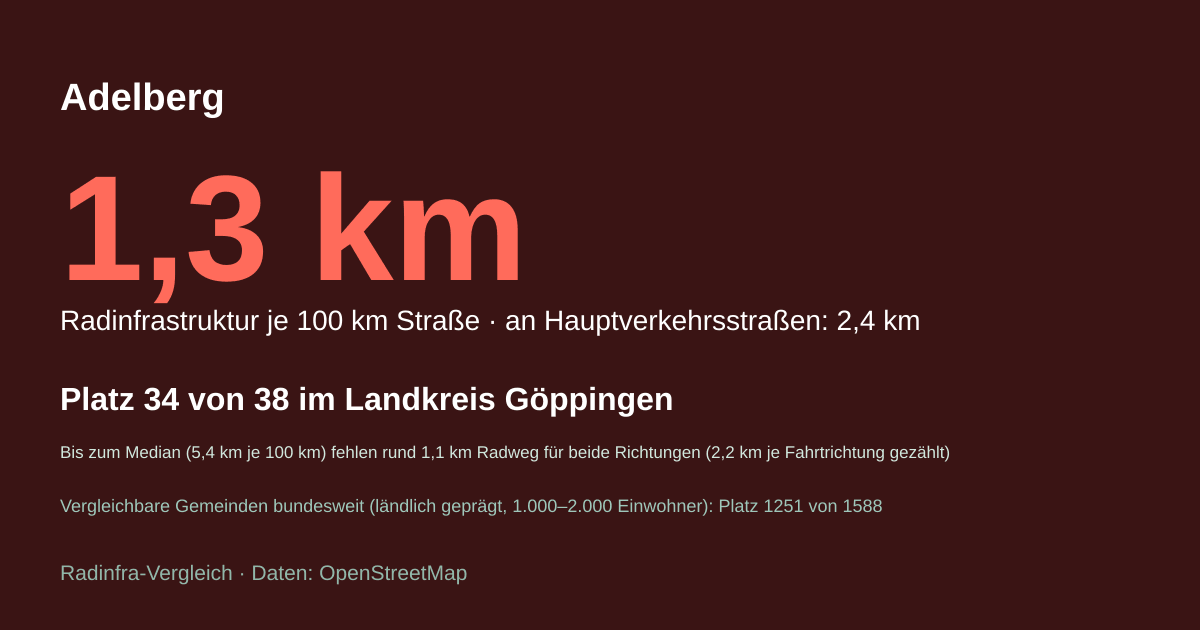 Adelberg
1,3 km
Radinfrastruktur je 100 km Straße · an Hauptverkehrsstraßen: 2,4 km
Platz 34 von 38 im Landkreis Göppingen
Bis zum Median (5,4 km je 100 km) fehlen rund 1,1 km Radweg für beide Richtungen (2,2 km je Fahrtrichtung gezählt)
Vergleichbare Gemeinden bundesweit (ländlich geprägt, 1.000–2.000 Einwohner): Platz 1251 von 1588
Radinfra-Vergleich · Daten: OpenStreetMap